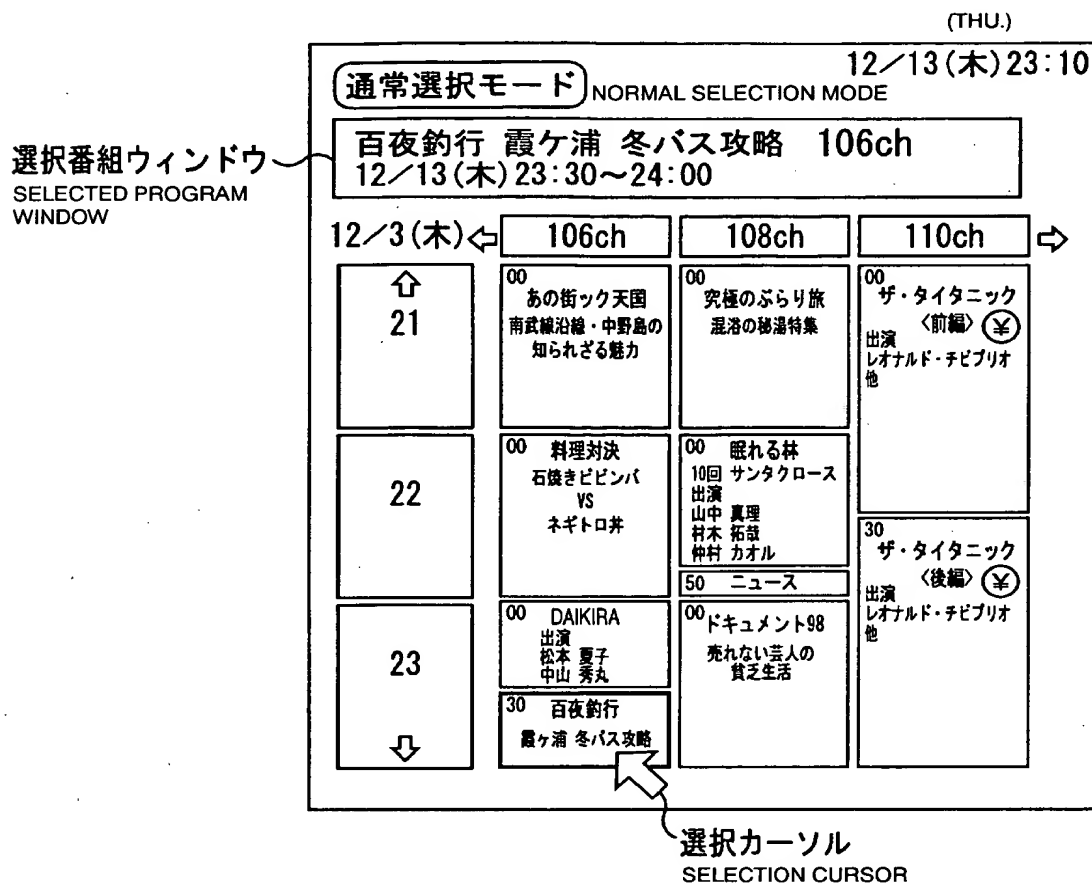 (THU.)
12/13(木)23:10
通常選択モード
NORMAL SELECTION MODE
選択番組ウィンドウ
SELECTED PROGRAM
WINDOW
百夜釣行 霞ケ浦 冬バス攻略 106ch
12/13(木)23:30~24:00
12/3(木)⇦ 106ch 108ch 110ch ⇨
⇧
21
00
あの街ック天国
南武線沿線・中野島の
知られざる魅力
00
究極のぶらり旅
混浴の秘湯特集
00
ザ・タイタニック
〈前編〉
出演
レオナルド・チビプリオ
他
22
00 料理対決
石焼きビビンバ
VS
ネギトロ丼
00 眠れる林
10回 サンタクロース
出演
山中 真理
村木 拓哉
仲村 カオル
50 ニュース
30
ザ・タイタニック
〈後編〉
出演
レオナルド・チビプリオ
他
23
⇩
00 DAIKIRA
出演
松本 夏子
中山 秀丸
30 百夜釣行
霞ヶ浦 冬バス攻略
00 ドキュメント98
売れない芸人の
貧乏生活
選択カーソル
SELECTION CURSOR